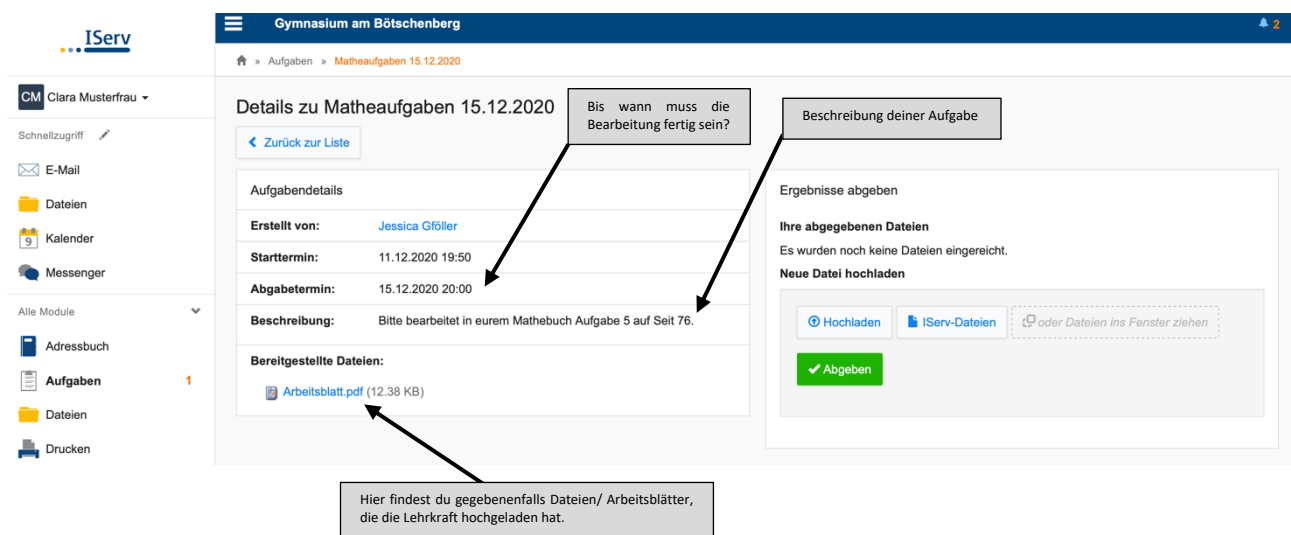 IServ
Gymnasium am Bötschenberg
2
» Aufgaben » Matheaufgaben 15.12.2020
CM Clara Musterfrau
Schnellzugriff
E-Mail
Dateien
9 Kalender
Messenger
Alle Module
Adressbuch
Aufgaben 1
Dateien
Drucken
Details zu Matheaufgaben 15.12.2020
Bis wann muss die
Bearbeitung fertig sein?
Beschreibung deiner Aufgabe
Zurück zur Liste
Aufgabendetails
Erstellt von: Jessica Gföller
Starttermin: 11.12.2020 19:50
Abgabetermin: 15.12.2020 20:00
Beschreibung: Bitte bearbeitet in eurem Mathebuch Aufgabe 5 auf Seit 76.
Bereitgestellte Dateien:
Arbeitsblatt.pdf (12.38 KB)
Ergebnisse abgeben
Ihre abgegebenen Dateien
Es wurden noch keine Dateien eingereicht.
Neue Datei hochladen
Hochladen
IServ-Dateien
oder Dateien ins Fenster ziehen
Abgeben
Hier findest du gegebenenfalls Dateien/ Arbeitsblätter,
die die Lehrkraft hochgeladen hat.